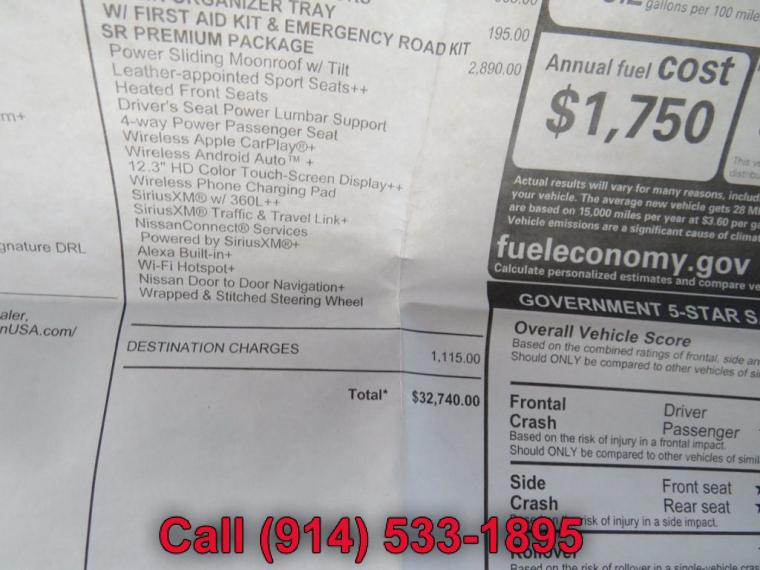 ORGANIZER TRAY
W/ FIRST AID KIT & EMERGENCY ROAD KIT 195.00
SR PREMIUM PACKAGE 2,890.00
Power Sliding Moonroof w/ Tilt
Leather-appointed Sport Seats++
Heated Front Seats
Driver's Seat Power Lumbar Support
4-way Power Passenger Seat
Wireless Apple CarPlay®+
Wireless Android Auto™ +
12.3" HD Color Touch-Screen Display++
Wireless Phone Charging Pad
SiriusXM® w/ 360L++
SiriusXM® Traffic & Travel Link+
NissanConnect® Services
Powered by SiriusXM®+
Alexa Built-in+
Wi-Fi Hotspot+
Nissan Door to Door Navigation+
Wrapped & Stitched Steering Wheel
DESTINATION CHARGES 1,115.00
Total* $32,740.00
m+
gnature DRL
aler,
nUSA.com/
gallons per 100 mile
Annual fuel cost
$1,750
This ve
distribu
Actual results will vary for many reasons, includ
your vehicle. The average new vehicle gets 28 M
are based on 15,000 miles per year at $3.60 per ga
Vehicle emissions are a significant cause of climat
fueleconomy.gov
Calculate personalized estimates and compare ve
GOVERNMENT 5-STAR S
Overall Vehicle Score
Based on the combined ratings of frontal, side an
Should ONLY be compared to other vehicles of si
Frontal Driver
Crash Passenger
Based on the risk of injury in a frontal impact.
Should ONLY be compared to other vehicles of simil
Side Front seat
Crash Rear seat
risk of injury in a side impact.
Rollover
Based on the risk of rollover in a single-vehicle cras
Call (914) 533-1895